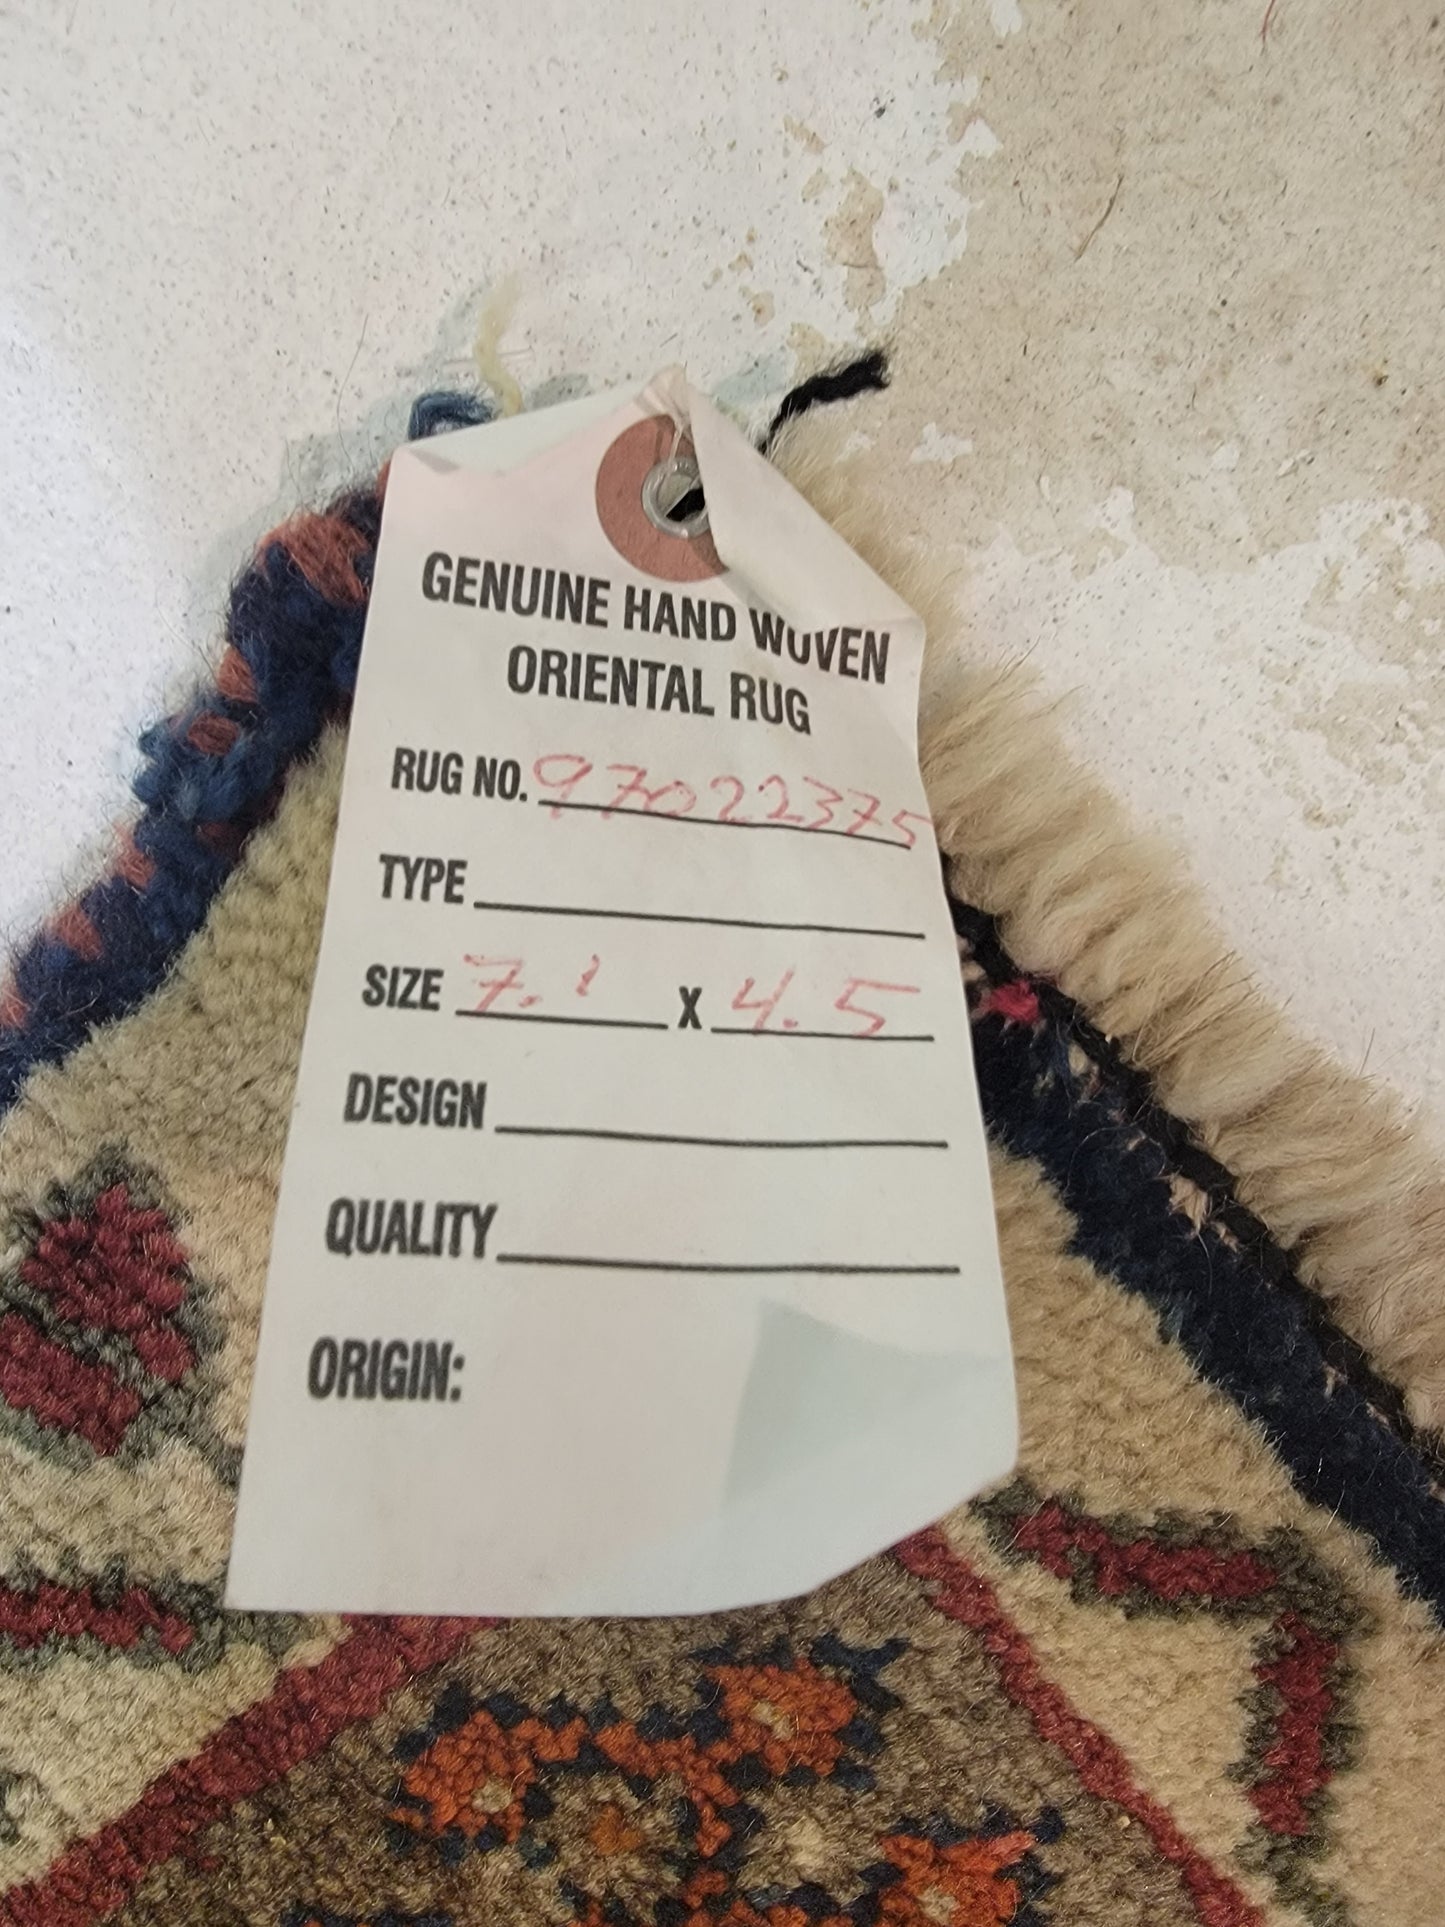 GENUINE HAND WOVEN
ORIENTAL RUG
RUG NO. 97022375
TYPE
SIZE 7.1 X 4.5
DESIGN
QUALITY
ORIGIN: